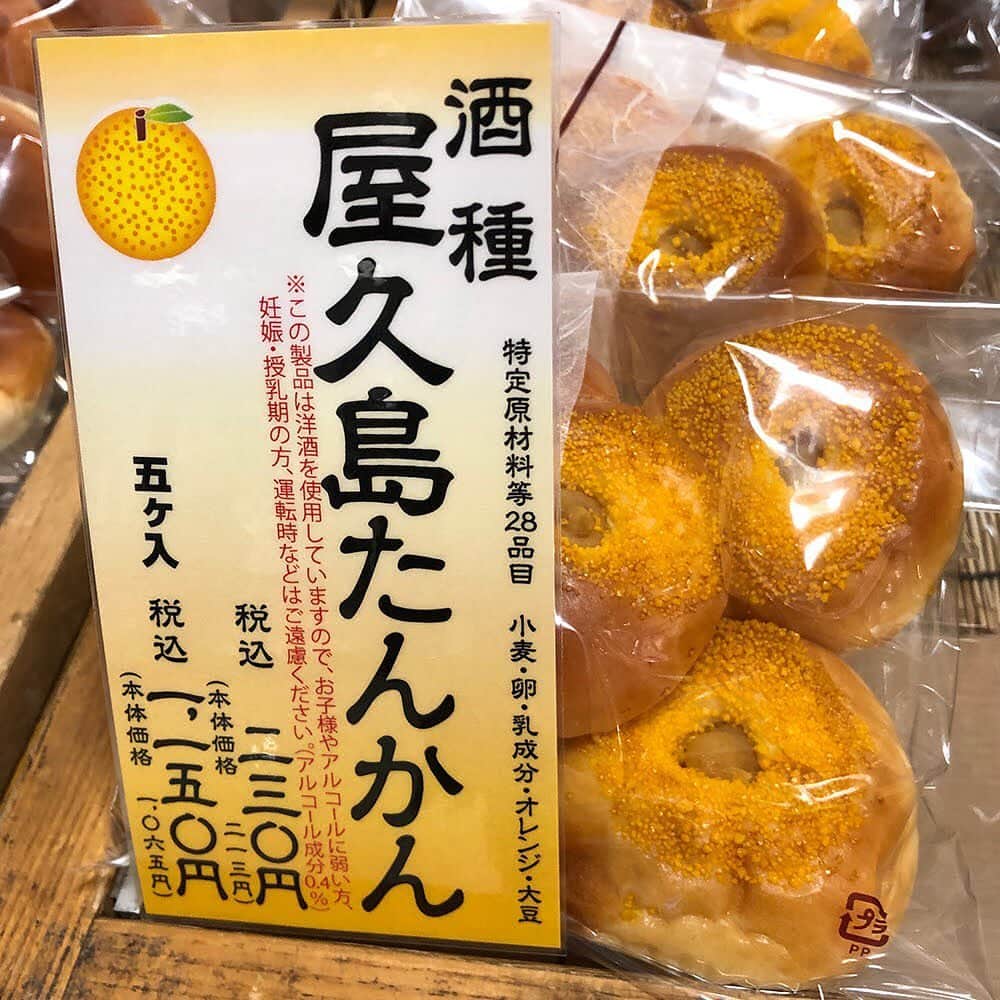 酒種
屋久島たんかん
特定原材料等28品目　小麦・卵・乳成分・オレンジ・大豆
※この製品は洋酒を使用していますので、お子様やアルコールに弱い方、
妊娠・授乳期の方、運転時などはご遠慮ください。(アルコール成分0.4%)
税込　二三〇円
(本体価格　二一三円)
五ケ入　税込　一,一五〇円
(本体価格　一,〇六五円)
プラ
PP